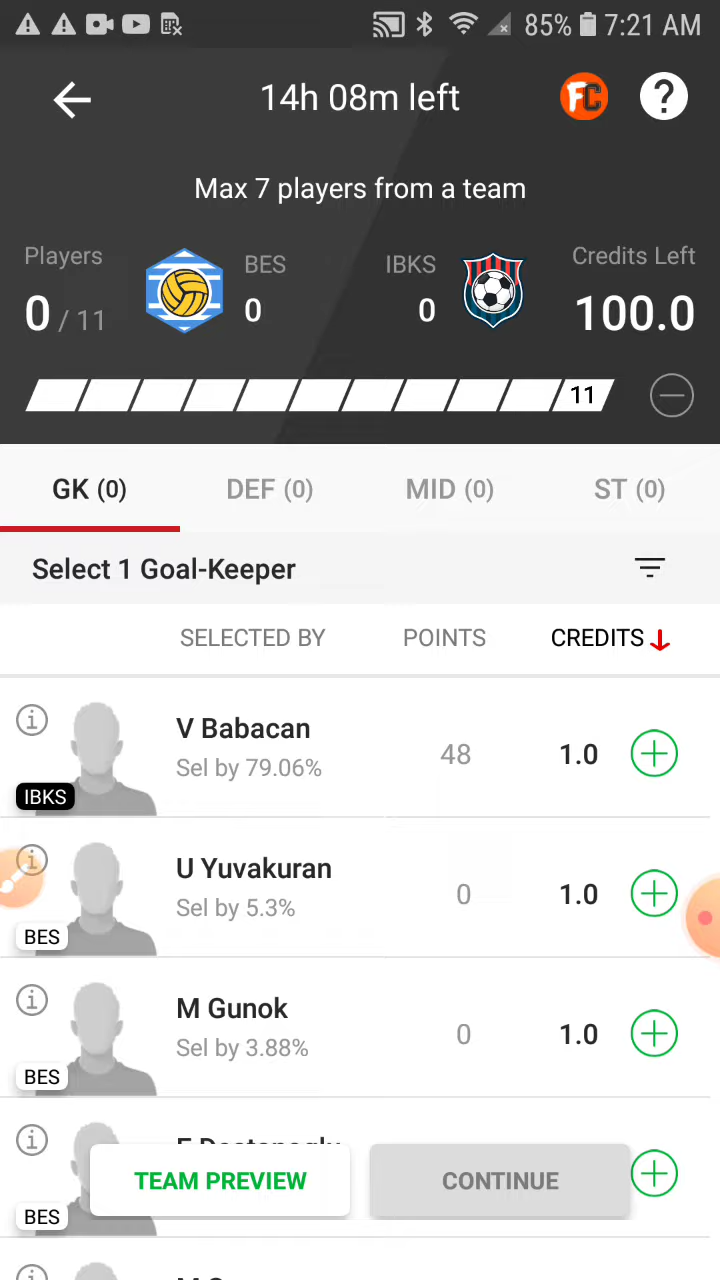 85% 7:21 AM
14h 08m left
FC
?
Max 7 players from a team
Players BES IBKS Credits Left
0 / 11 0 0 100.0
11
GK (0) DEF (0) MID (0) ST (0)
Select 1 Goal-Keeper
SELECTED BY POINTS CREDITS
V Babacan
Sel by 79.06% 48 1.0
IBKS
U Yuvakuran
Sel by 5.3% 0 1.0
BES
M Gunok
Sel by 3.88% 0 1.0
BES
TEAM PREVIEW CONTINUE
BES